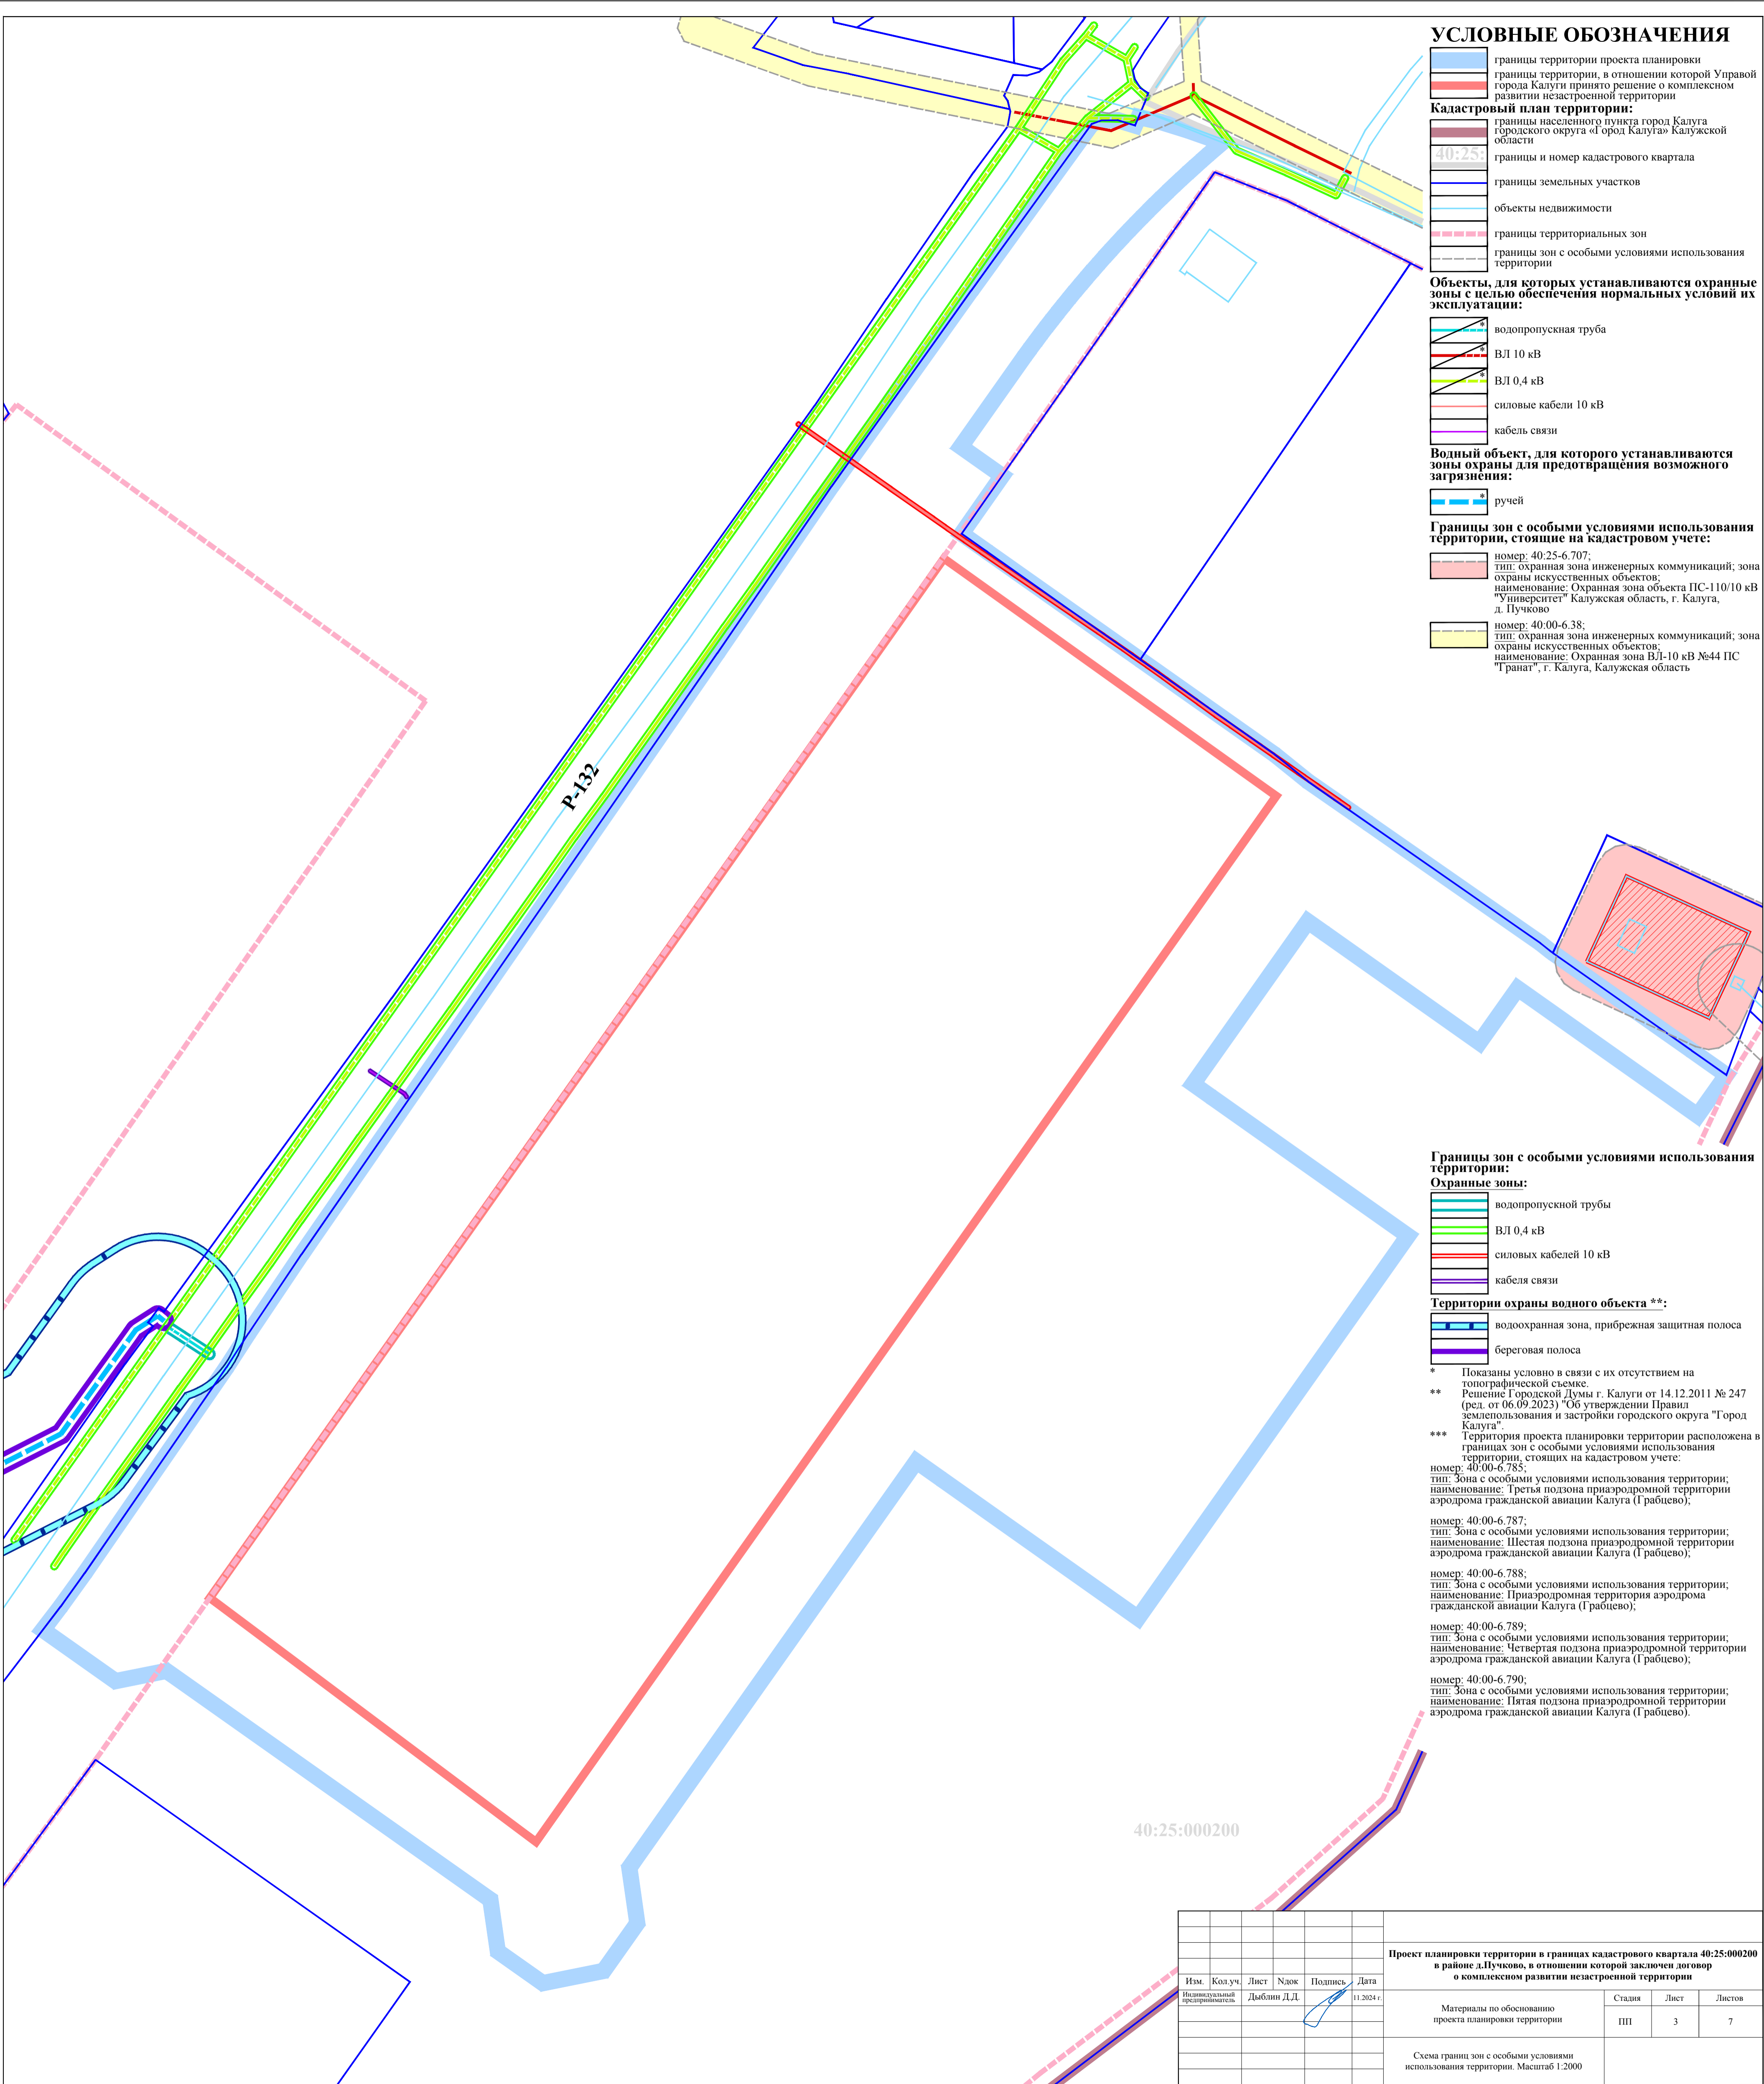 УСЛОВНЫЕ ОБОЗНАЧЕНИЯ
границы территории проекта планировки
границы территории, в отношении которой Управой
города Калуги принято решение о комплексном
развитии незастроенной территории
Кадастровый план территории:
границы населенного пункта город Калуга
городского округа «Город Калуга» Калужской
области
40:25:
границы и номер кадастрового квартала
границы земельных участков
объекты недвижимости
границы территориальных зон
границы зон с особыми условиями использования
территории
Объекты, для которых устанавливаются охранные
зоны с целью обеспечения нормальных условий их
эксплуатации:
* водопропускная труба
* ВЛ 10 кВ
* ВЛ 0,4 кВ
силовые кабели 10 кВ
кабель связи
Водный объект, для которого устанавливаются
зоны охраны для предотвращения возможного
загрязнения:
* ручей
Границы зон с особыми условиями использования
территории, стоящие на кадастровом учете:
номер: 40:25-6.707;
тип: охранная зона инженерных коммуникаций; зона
охраны искусственных объектов;
наименование: Охранная зона объекта ПС-110/10 кВ
"Университет" Калужская область, г. Калуга,
д. Пучково
номер: 40:00-6.38;
тип: охранная зона инженерных коммуникаций; зона
охраны искусственных объектов;
наименование: Охранная зона ВЛ-10 кВ №44 ПС
"Гранат", г. Калуга, Калужская область
Р-132
Границы зон с особыми условиями использования
территории:
Охранные зоны:
водопропускной трубы
ВЛ 0,4 кВ
силовых кабелей 10 кВ
кабеля связи
Территории охраны водного объекта **:
водоохранная зона, прибрежная защитная полоса
береговая полоса
* Показаны условно в связи с их отсутствием на
топографической съемке.
** Решение Городской Думы г. Калуги от 14.12.2011 № 247
(ред. от 06.09.2023) "Об утверждении Правил
землепользования и застройки городского округа "Город
Калуга".
*** Территория проекта планировки территории расположена в
границах зон с особыми условиями использования
территории, стоящих на кадастровом учете:
номер: 40:00-6.785;
тип: Зона с особыми условиями использования территории;
наименование: Третья подзона приаэродромной территории
аэродрома гражданской авиации Калуга (Грабцево);
номер: 40:00-6.787;
тип: Зона с особыми условиями использования территории;
наименование: Шестая подзона приаэродромной территории
аэродрома гражданской авиации Калуга (Грабцево);
номер: 40:00-6.788;
тип: Зона с особыми условиями использования территории;
наименование: Приаэродромная территория аэродрома
гражданской авиации Калуга (Грабцево);
номер: 40:00-6.789;
тип: Зона с особыми условиями использования территории;
наименование: Четвертая подзона приаэродромной территории
аэродрома гражданской авиации Калуга (Грабцево);
номер: 40:00-6.790;
тип: Зона с особыми условиями использования территории;
наименование: Пятая подзона приаэродромной территории
аэродрома гражданской авиации Калуга (Грабцево).
40:25:000200
Проект планировки территории в границах кадастрового квартала 40:25:000200
в районе д.Пучково, в отношении которой заключен договор
о комплексном развитии незастроенной территории
Изм. Кол.уч. Лист Nдок Подпись Дата
Индивидуальный
предприниматель Дыблин Д.Д. 11.2024 г.
Материалы по обоснованию
проекта планировки территории
Стадия Лист Листов
ПП 3 7
Схема границ зон с особыми условиями
использования территории. Масштаб 1:2000